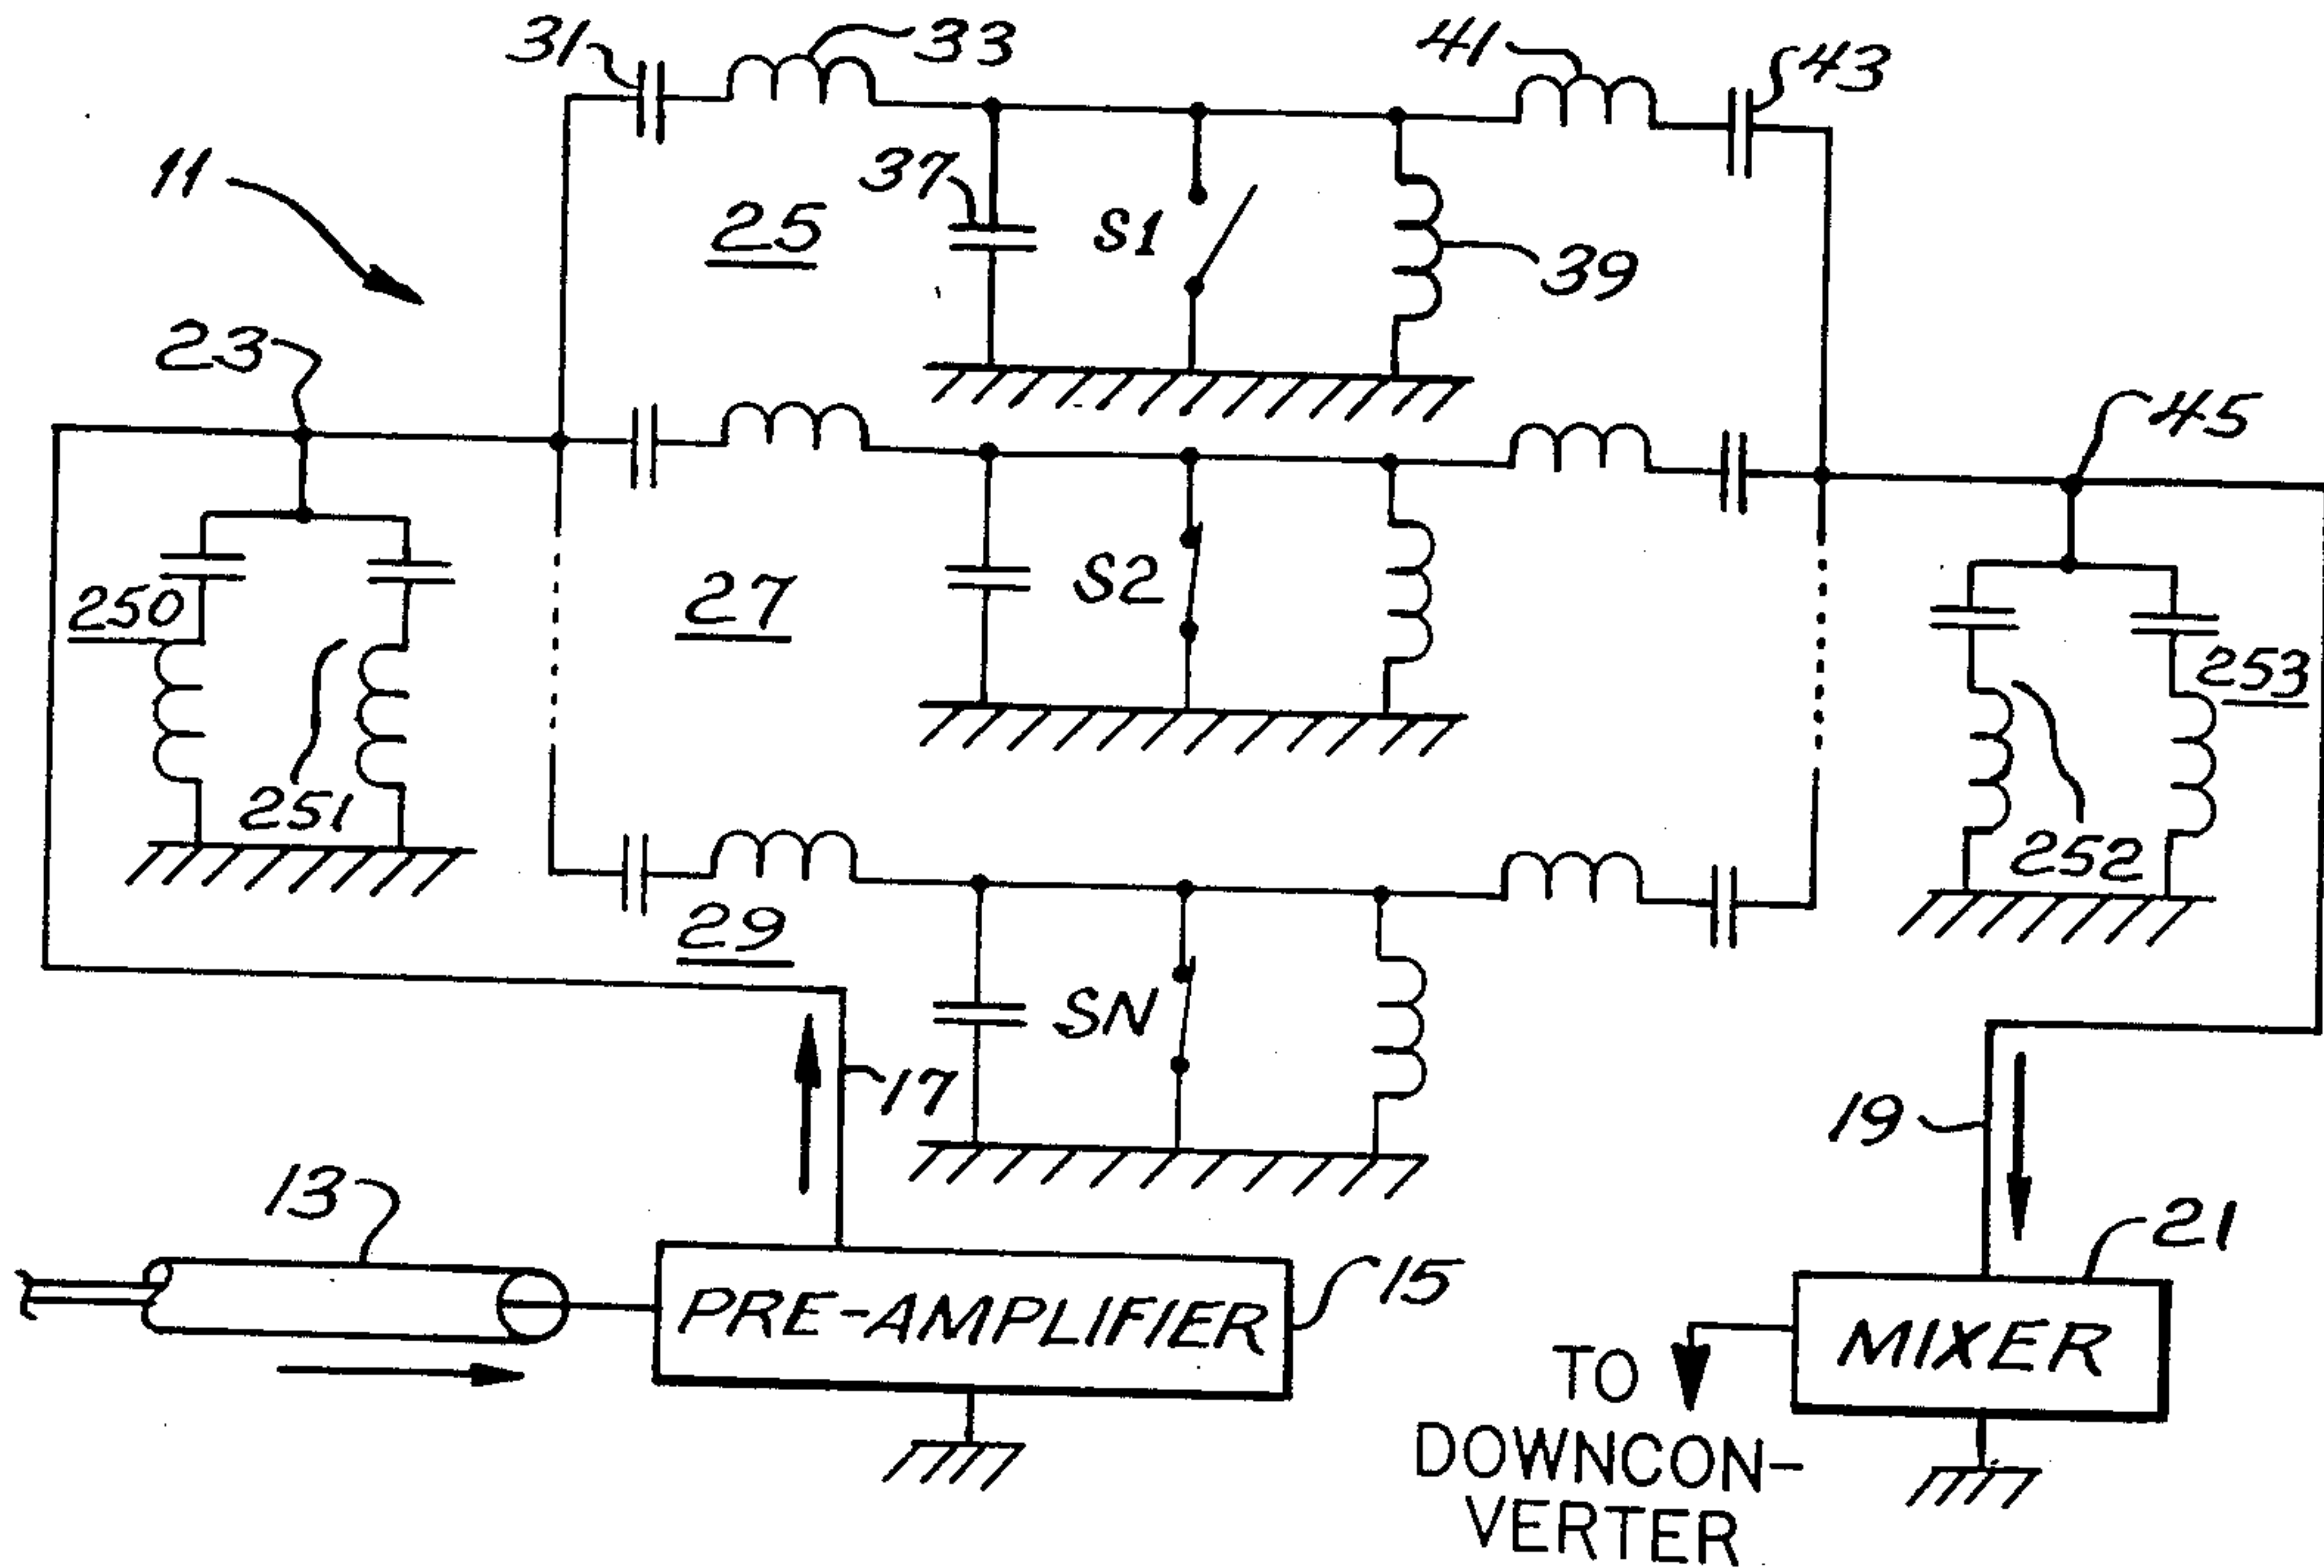 31
33
41
43
11
37
25
S1
39
23
45
250
27
S2
253
251
252
29
SN
17
19
13
21
PRE-AMPLIFIER
15
MIXER
TO
DOWNCON-
VERTER